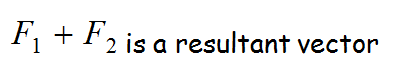 F₁ + F₂ is a resultant vector